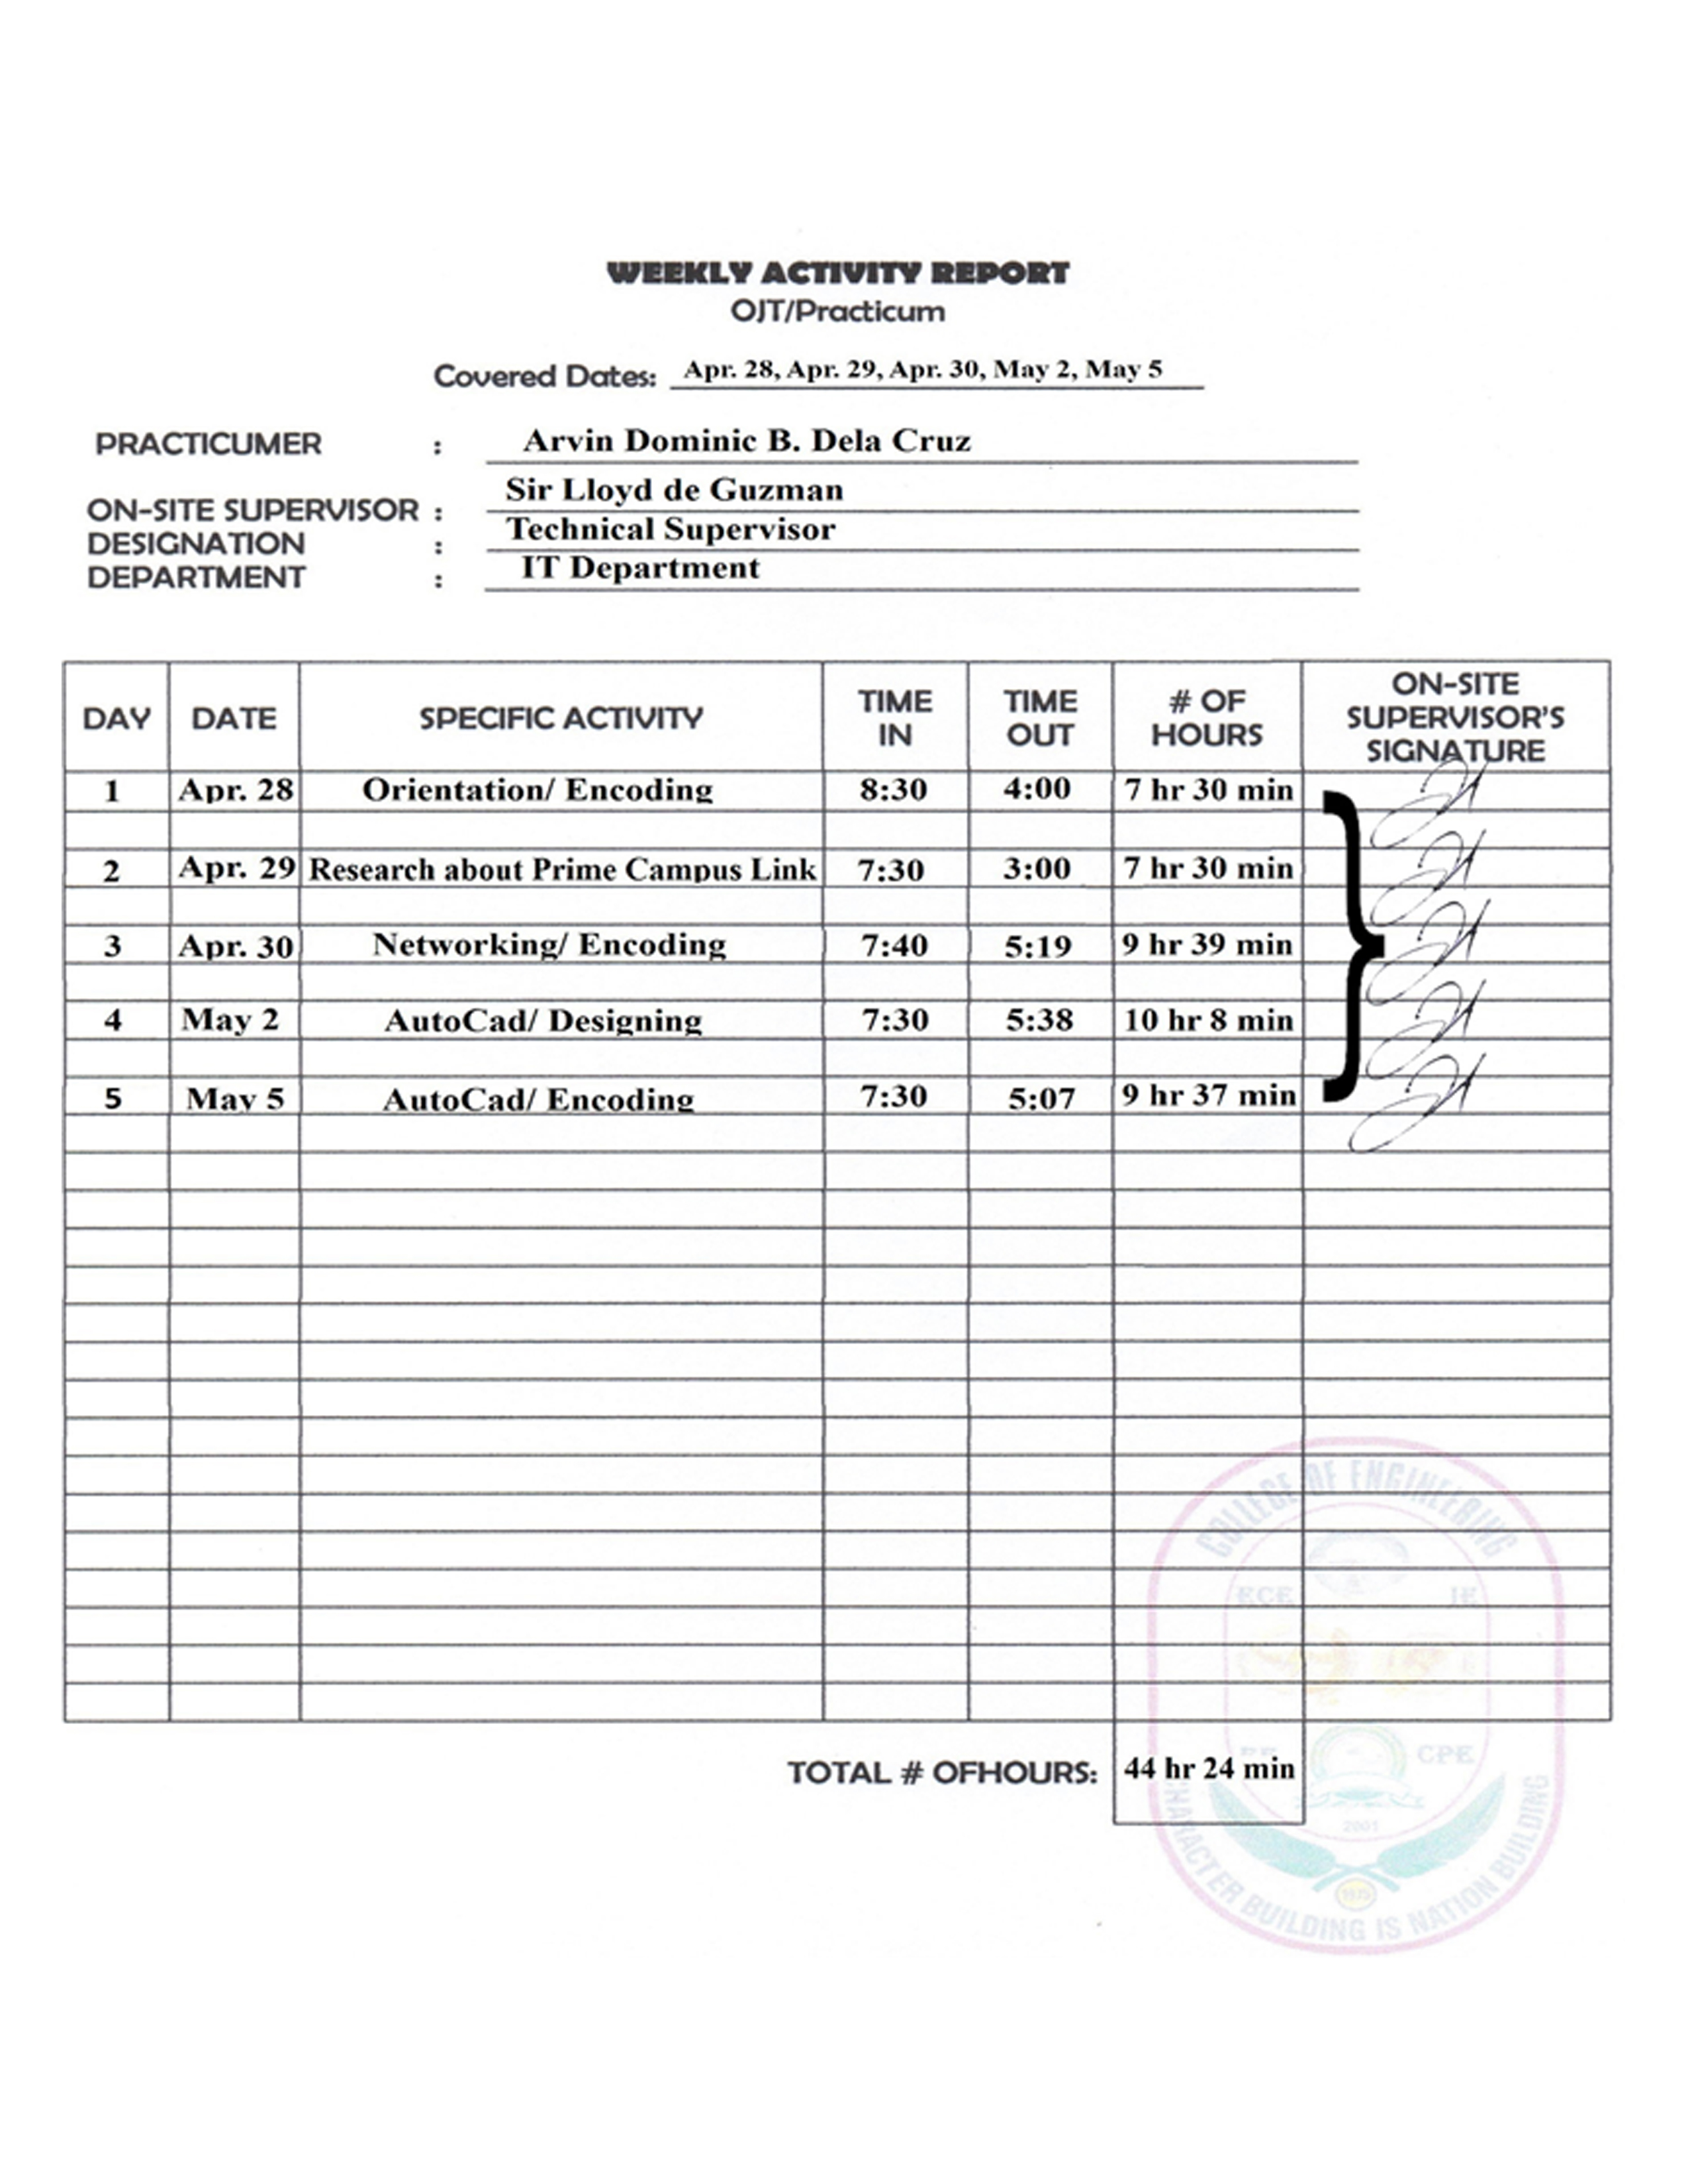 WEEKLY ACTIVITY REPORT
OJT/Practicum
Covered Dates: Apr. 28, Apr. 29, Apr. 30, May 2, May 5
PRACTICUMER : Arvin Dominic B. Dela Cruz
ON-SITE SUPERVISOR : Sir Lloyd de Guzman
DESIGNATION : Technical Supervisor
DEPARTMENT : IT Department
DAY DATE SPECIFIC ACTIVITY TIME IN TIME OUT # OF HOURS ON-SITE SUPERVISOR'S SIGNATURE
1 Apr. 28 Orientation/ Encoding 8:30 4:00 7 hr 30 min
2 Apr. 29 Research about Prime Campus Link 7:30 3:00 7 hr 30 min
3 Apr. 30 Networking/ Encoding 7:40 5:19 9 hr 39 min
4 May 2 AutoCad/ Designing 7:30 5:38 10 hr 8 min
5 May 5 AutoCad/ Encoding 7:30 5:07 9 hr 37 min
COLLEGE OF ENGINEERING
ECE IE
CPE
TOTAL # OFHOURS: 44 hr 24 min
2001
1975
CHARACTER BUILDING IS NATION BUILDING